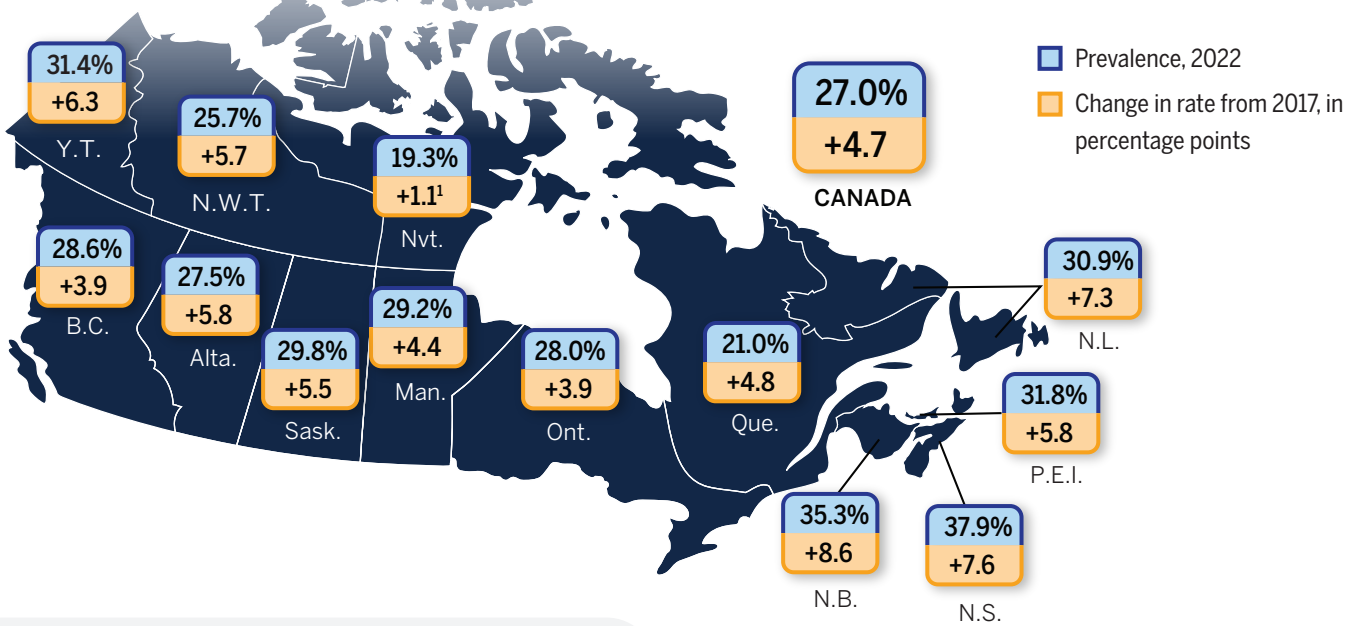 Prevalence, 2022
Change in rate from 2017, in
percentage points
27.0%
+4.7
CANADA
31.4%
+6.3
Y.T.
25.7%
+5.7
N.W.T.
19.3%
+1.1¹
Nvt.
28.6%
+3.9
B.C.
27.5%
+5.8
Alta.
29.8%
+5.5
Sask.
29.2%
+4.4
Man.
28.0%
+3.9
Ont.
21.0%
+4.8
Que.
30.9%
+7.3
N.L.
31.8%
+5.8
P.E.I.
35.3%
+8.6
N.B.
37.9%
+7.6
N.S.